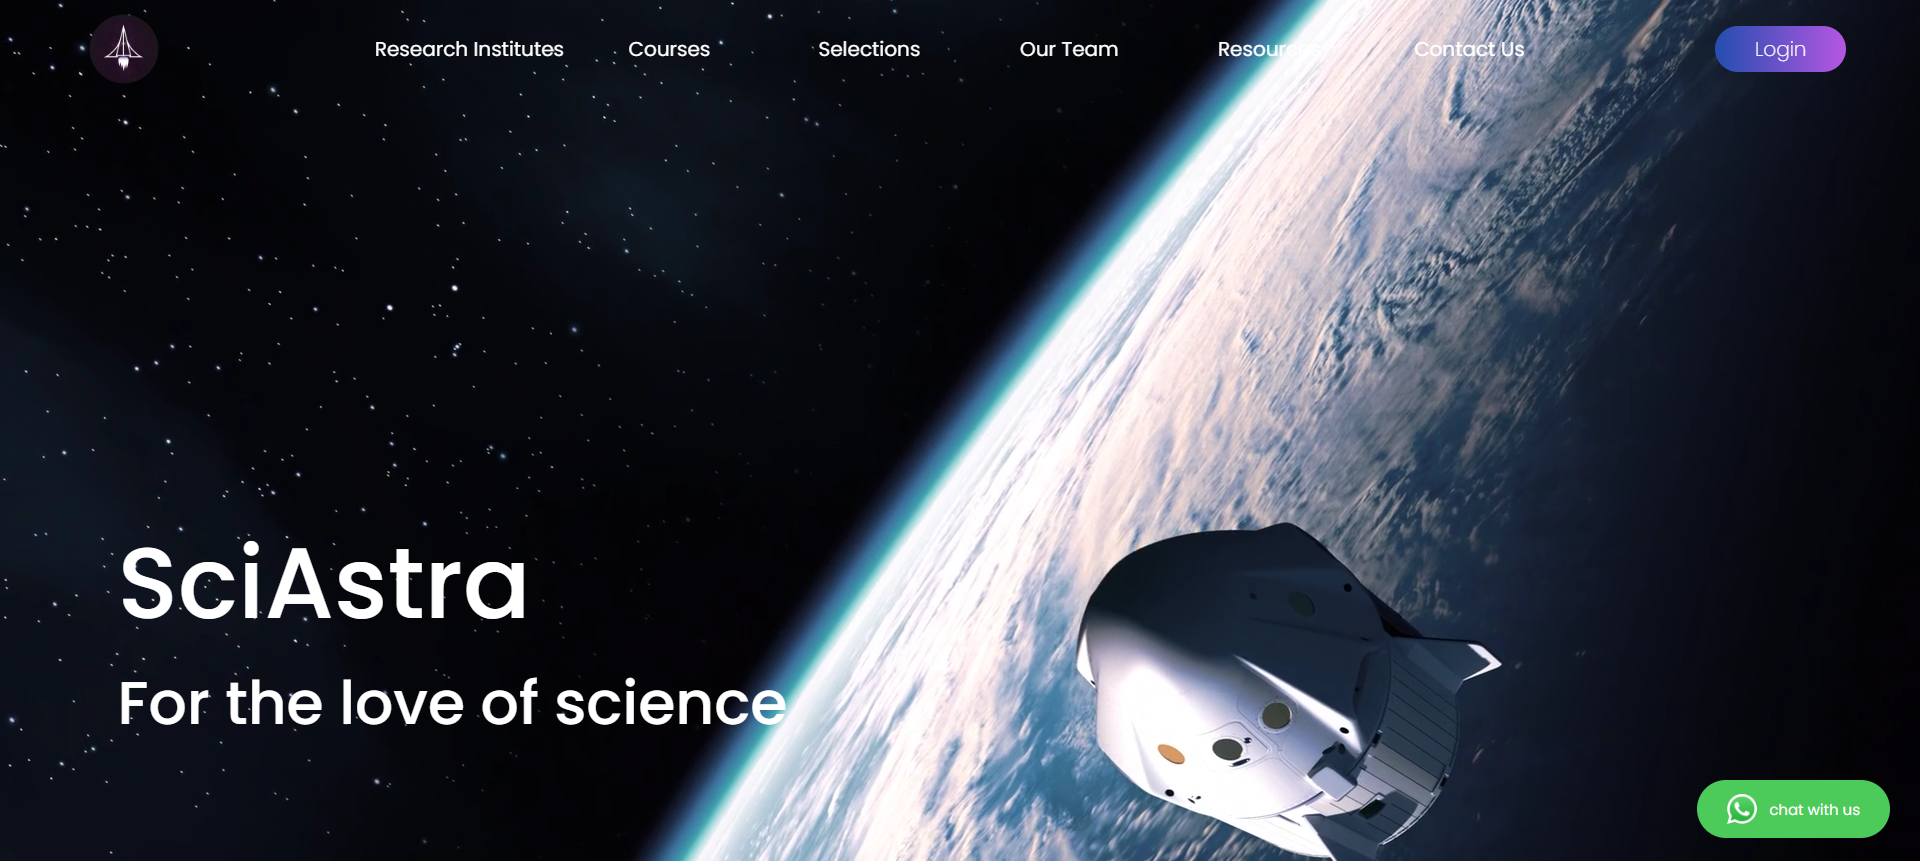 Research Institutes
Courses
Selections
Our Team
Resources
Contact Us
Login
SciAstra
For the love of science
chat with us